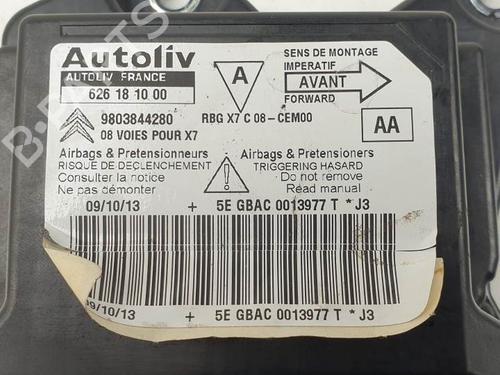 Autoliv
AUTOLIV FRANCE
626 18 10 00
9803844280
08 VOIES POUR X7
A
SENS DE MONTAGE
IMPERATIF
AVANT
FORWARD
RBG X7 C 08-CEM00
AA
Airbags & Pretensionneurs
RISQUE DE DECLENCHEMENT
Consulter la notice
Ne pas démonter
Airbags & Pretensioners
TRIGGERING HASARD
Do not remove
Read manual
09/10/13 + 5E GBAC 0013977 T * J3
09/10/13 + 5E GBAC 0013977 T * J3